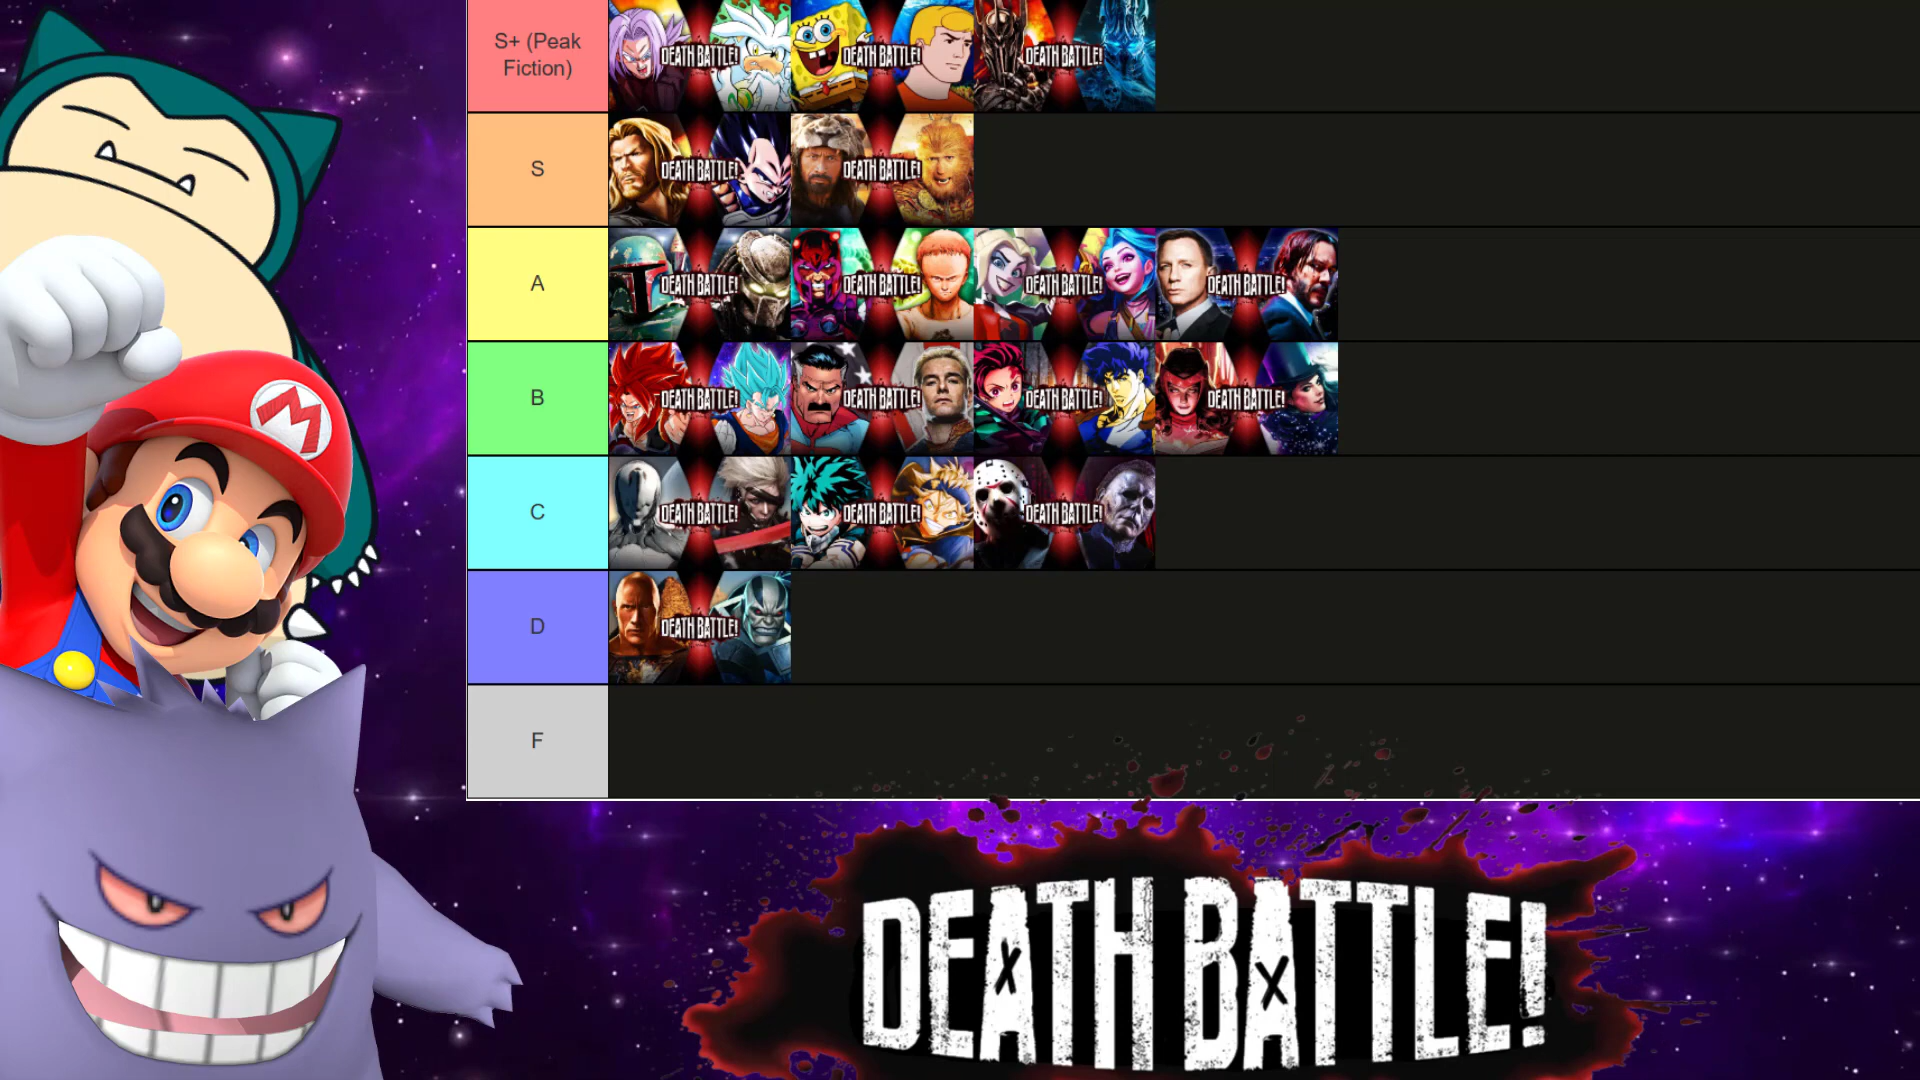 S+ (Peak
Fiction)
DEATH BATTLE! DEATH BATTLE! DEATH BATTLE!
S
DEATH BATTLE! DEATH BATTLE!
A
DEATH BATTLE! DEATH BATTLE! DEATH BATTLE! DEATH BATTLE!
B
DEATH BATTLE! DEATH BATTLE! DEATH BATTLE! DEATH BATTLE!
C
DEATH BATTLE! DEATH BATTLE! DEATH BATTLE!
D
DEATH BATTLE!
F
M
DEATH BATTLE!